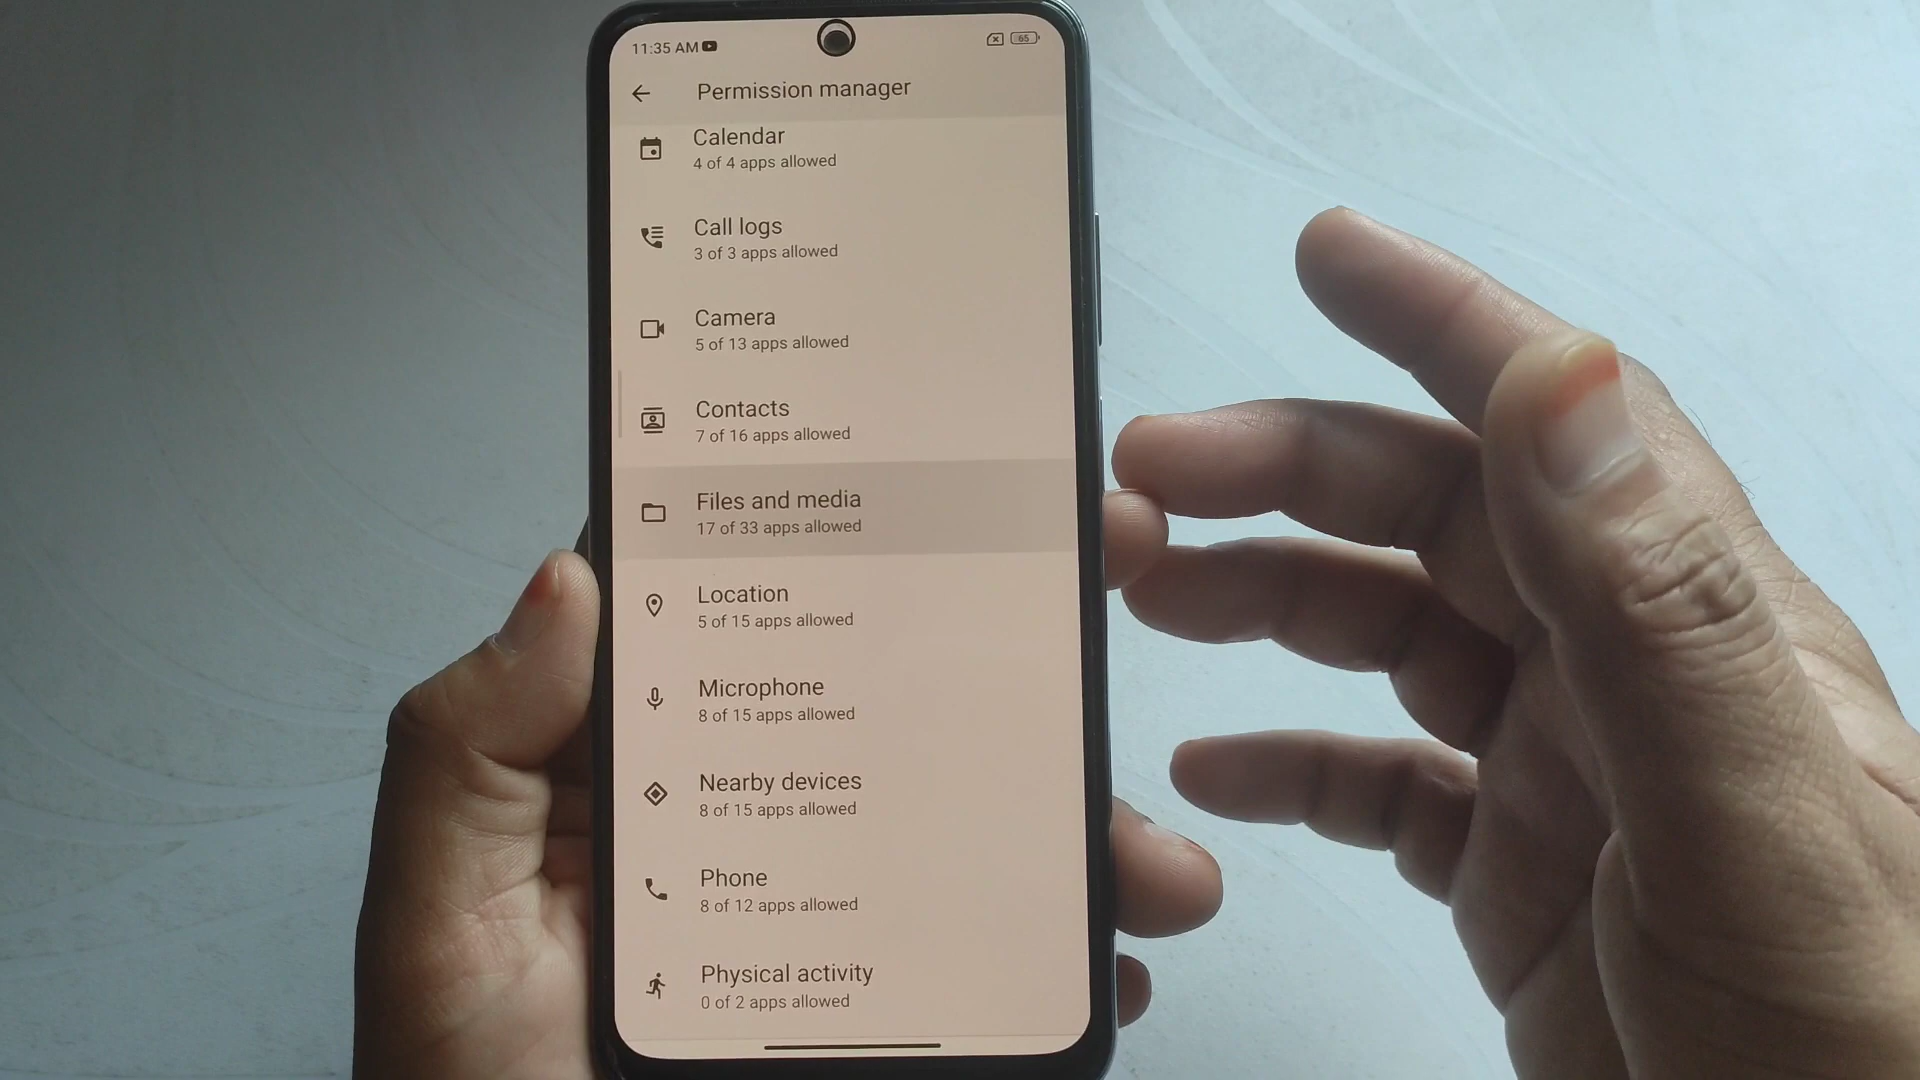 11:35 AM
65
Permission manager
Calendar
4 of 4 apps allowed
Call logs
3 of 3 apps allowed
Camera
5 of 13 apps allowed
Contacts
7 of 16 apps allowed
Files and media
17 of 33 apps allowed
Location
5 of 15 apps allowed
Microphone
8 of 15 apps allowed
Nearby devices
8 of 15 apps allowed
Phone
8 of 12 apps allowed
Physical activity
0 of 2 apps allowed